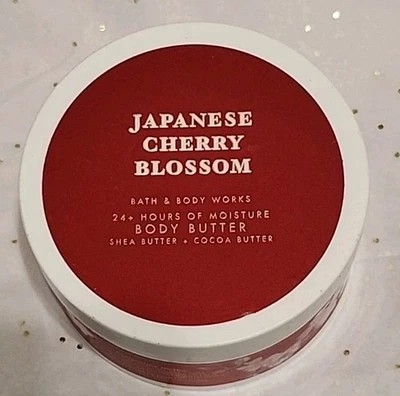 JAPANESE
CHERRY
BLOSSOM
BATH & BODY WORKS
24+ HOURS OF MOISTURE
BODY BUTTER
SHEA BUTTER + COCOA BUTTER